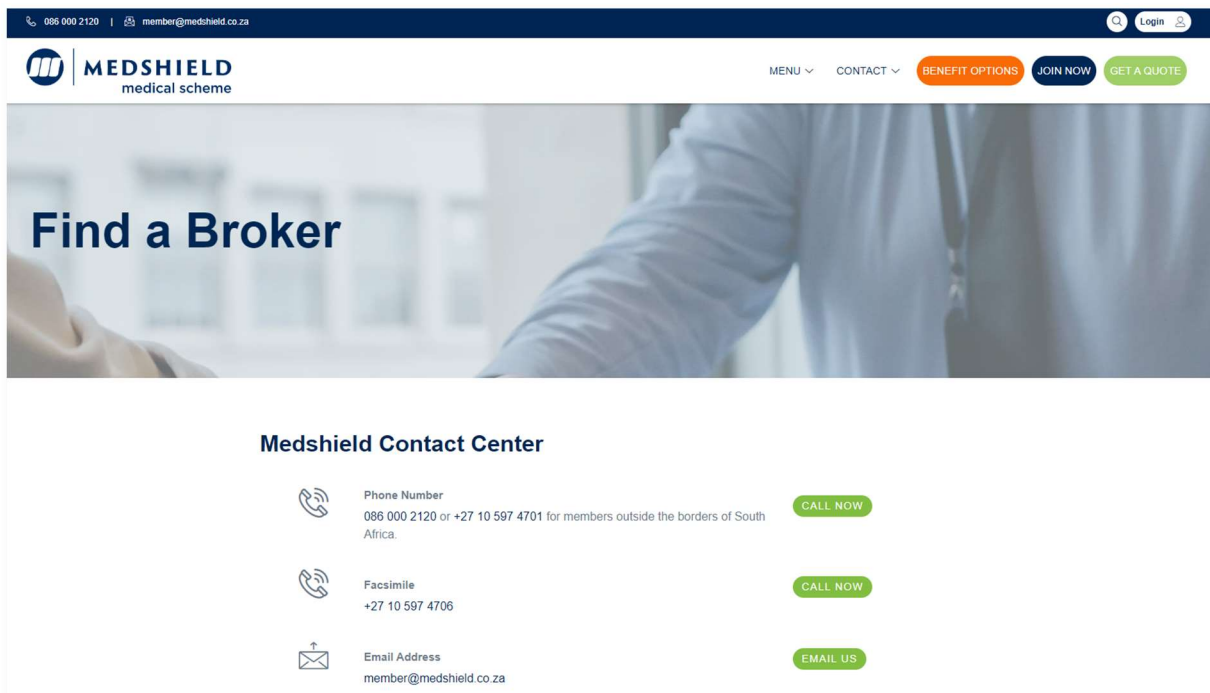 086 000 2120 | member@medshield.co.za
Login
MEDSHIELD
medical scheme
MENU CONTACT BENEFIT OPTIONS JOIN NOW GET A QUOTE
Find a Broker
Medshield Contact Center
Phone Number
086 000 2120 or +27 10 597 4701 for members outside the borders of South
Africa.
CALL NOW
Facsimile
+27 10 597 4706
CALL NOW
Email Address
member@medshield.co.za
EMAIL US